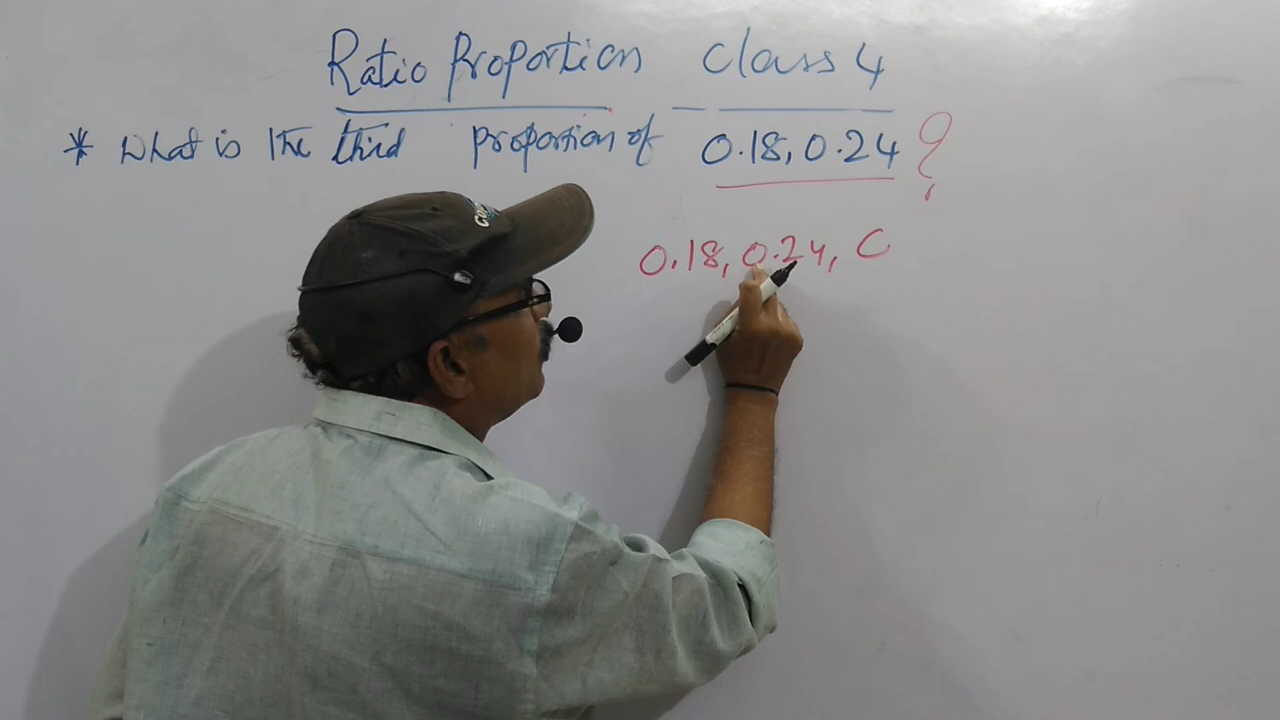 Ratio Proportion - Class 4
* What is the third proportion of 0.18, 0.24 ?
0.18, 0.24, C